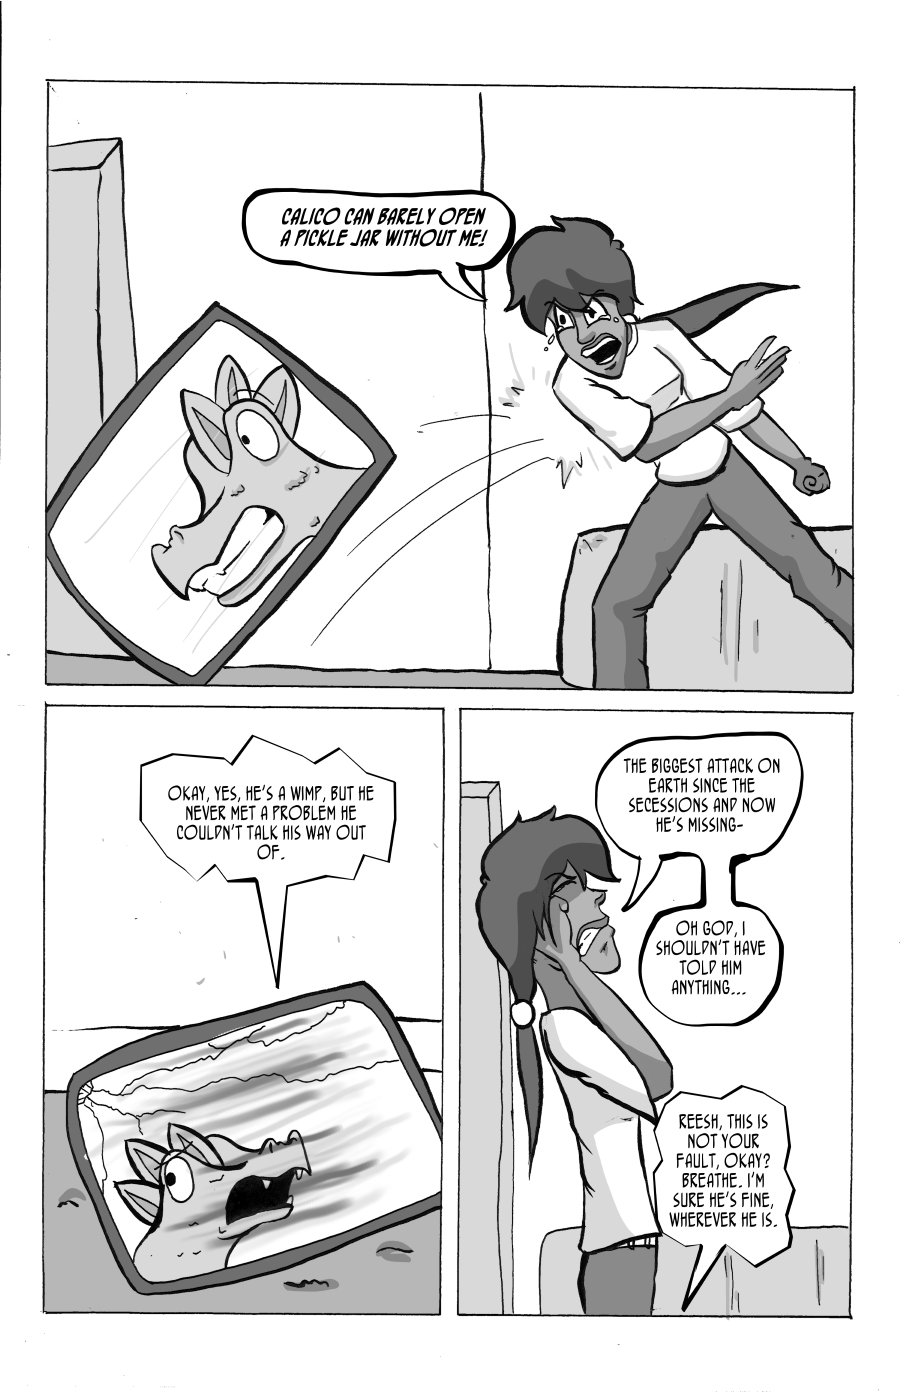 CALICO CAN BARELY OPEN
A PICKLE JAR WITHOUT ME!
OKAY, YES, HE'S A WIMP, BUT HE
NEVER MET A PROBLEM HE
COULDN'T TALK HIS WAY OUT
OF.
THE BIGGEST ATTACK ON
EARTH SINCE THE
SECESSIONS AND NOW
HE'S MISSING-
OH GOD, I
SHOULDN'T HAVE
TOLD HIM
ANYTHING...
REESH, THIS IS
NOT YOUR
FAULT, OKAY?
BREATHE. I'M
SURE HE'S FINE,
WHEREVER HE IS.